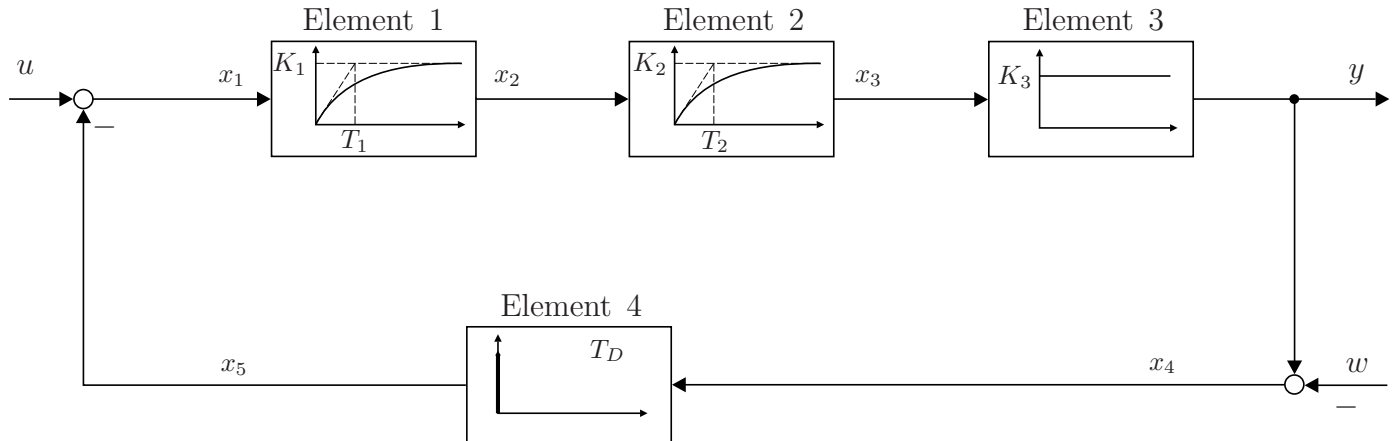 Element 1
Element 2
Element 3
u
x₁
K₁
T₁
x₂
K₂
T₂
x₃
K₃
y
−
Element 4
T_D
x₅
x₄
w
−